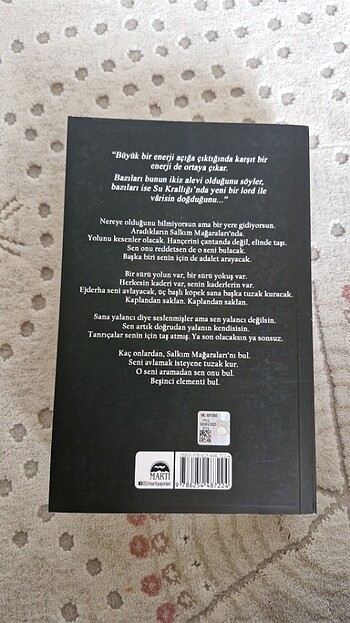 "Büyük bir enerji açığa çıktığında karşıt bir
enerji de ortaya çıkar.
Bazıları bunun ikiz alevi olduğunu söyler,
bazıları ise Su Krallığı'nda yeni bir lord ile
vârisin doğduğunu..."
Nereye olduğunu bilmiyorsun ama bir yere gidiyorsun.
Aradıkların Salkım Mağaraları'nda.
Yolunu kesenler olacak. Hançerini çantanda değil, elinde taşı.
Sen onu reddetsen de o seni bulacak.
Başka biri senin için de adalet arayacak.
Bir sürü yolun var, bir sürü yokuş var.
Herkesin kaderi var, senin kaderlerin var.
Ejderha seni avlayacak, üç başlı köpek sana başka tuzak kuracak.
Kaplandan saklan. Kaplandan saklan.
Sana yalancı diye seslenmişler ama sen yalancı değilsin.
Sen artık doğrudan yalanın kendisisin.
Tanrıçalar senin için taş atmış. Ya son olacaksın ya sonsuz.
Kaç onlardan, Salkım Mağaraları'nı bul.
Seni avlamak isteyene tuzak kur.
O seni aramadan sen onu bul.
Beşinci elementi bul.
MARTI
9 786254 487224